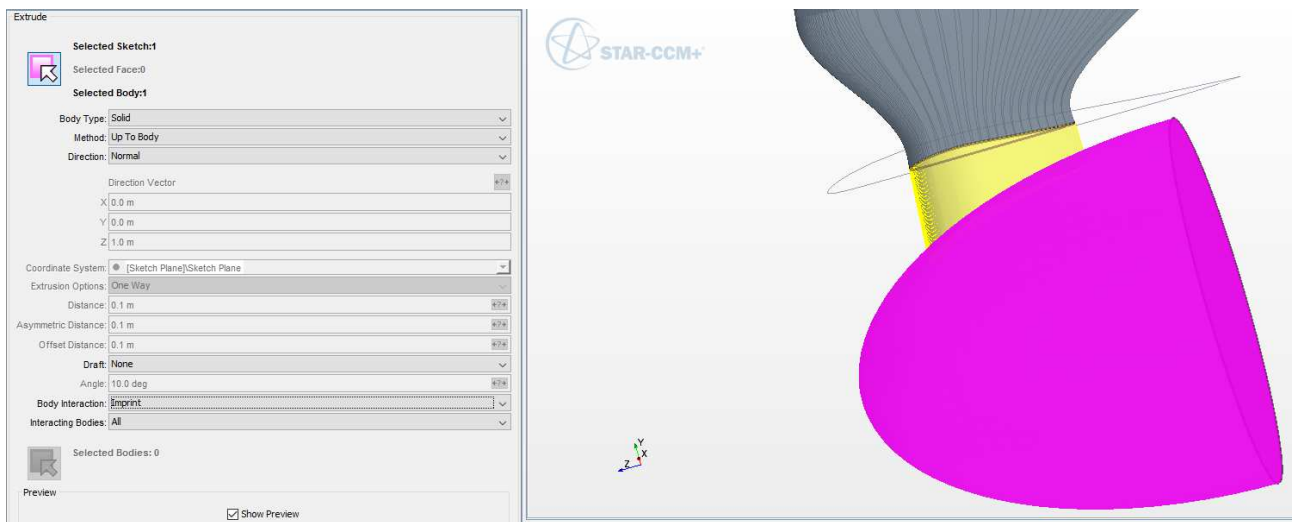 Extrude
Selected Sketch:1
Selected Face:0
Selected Body:1
Body Type: Solid
Method: Up To Body
Direction: Normal
Direction Vector
X 0.0 m
Y 0.0 m
Z 1.0 m
Coordinate System: [Sketch Plane]\Sketch Plane
Extrusion Options: One Way
Distance: 0.1 m
Asymmetric Distance: 0.1 m
Offset Distance: 0.1 m
Draft: None
Angle: 10.0 deg
Body Interaction: Imprint
Interacting Bodies: All
Selected Bodies: 0
Preview
Show Preview
STAR-CCM+
Y
X
Z